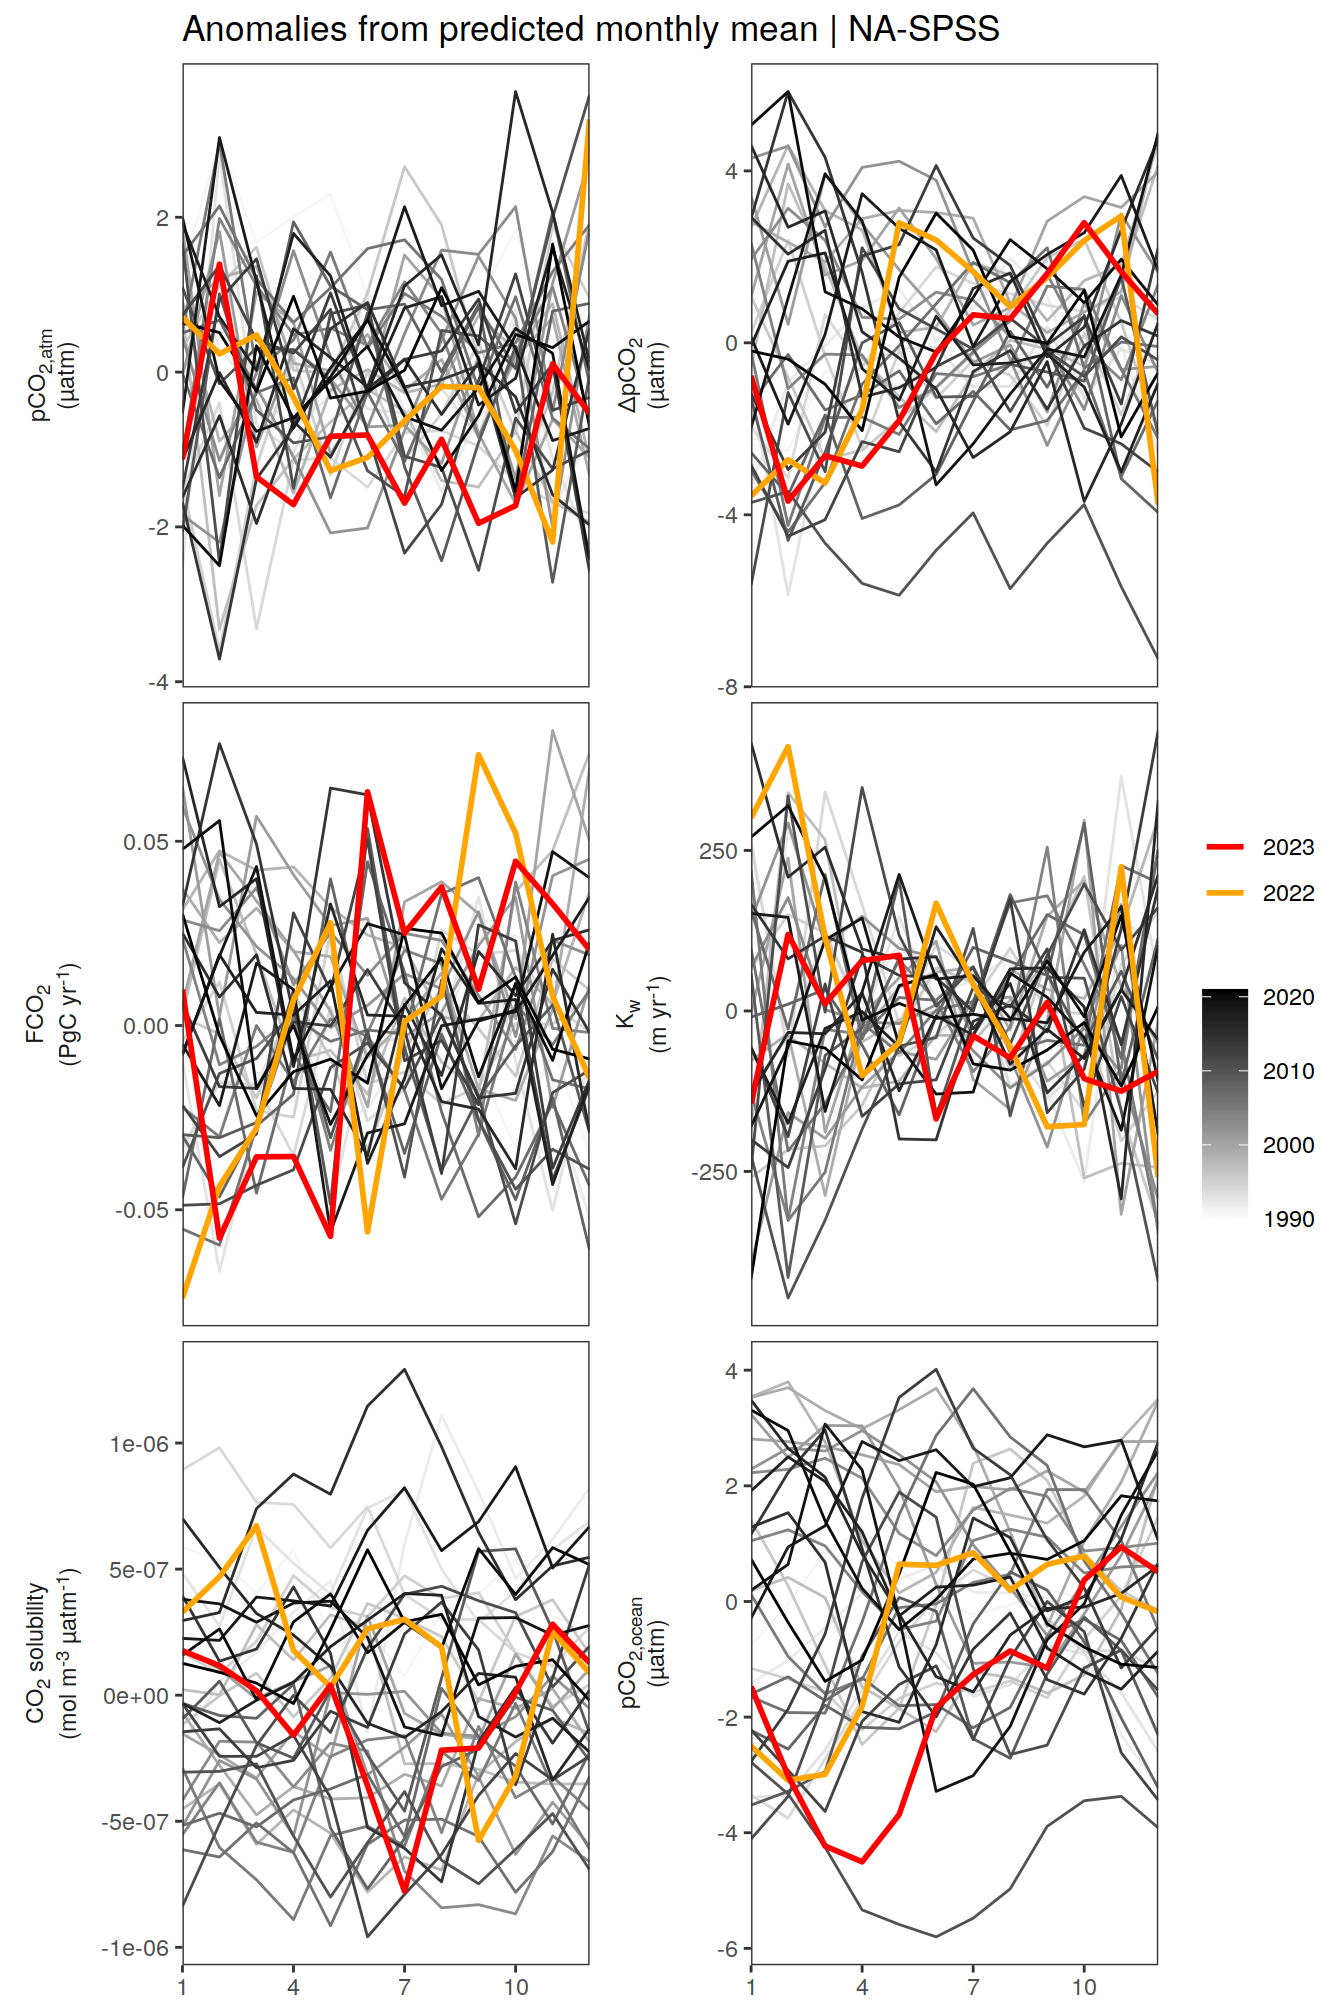 Anomalies from predicted monthly mean | NA-SPSS
pCO2,atm
(µatm)
2
0
-2
-4
ΔpCO2
(µatm)
4
0
-4
-8
FCO2
(PgC yr-1)
0.05
0.00
-0.05
Kw
(m yr-1)
250
0
-250
CO2 solubility
(mol m-3 µatm-1)
1e-06
5e-07
0e+00
-5e-07
-1e-06
1 4 7 10
pCO2,ocean
(µatm)
4
2
0
-2
-4
-6
1 4 7 10
2023
2022
2020
2010
2000
1990